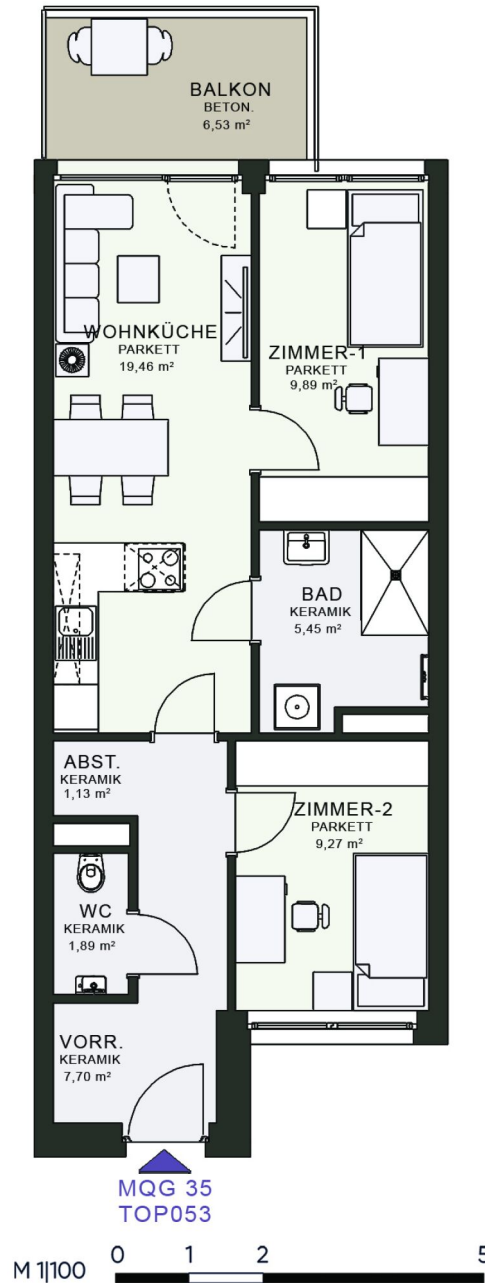 BALKON
BETON.
6,53 m²
WOHNKÜCHE
PARKETT
19,46 m²
ZIMMER-1
PARKETT
9,89 m²
BAD
KERAMIK
5,45 m²
ABST.
KERAMIK
1,13 m²
ZIMMER-2
PARKETT
9,27 m²
WC
KERAMIK
1,89 m²
VORR.
KERAMIK
7,70 m²
MQG 35
TOP053
M 1|100 0 1 2 5